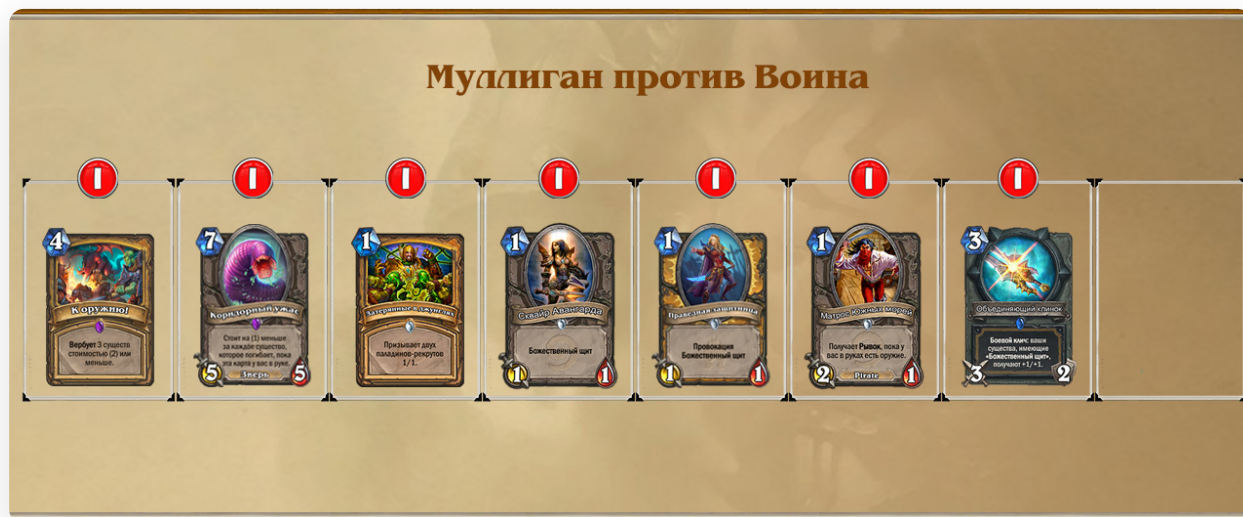 Муллиган против Воина
4
К оружию!
Вербует 3 существ
стоимостью (2) или
меньше.
7
Коридорный ужас
Стоит на (1) меньше
за каждое существо,
которое погибает, пока
эта карта у вас в руке.
5
Зверь
5
1
Затерянные в джунглях
Призывает двух
паладинов-рекрутов
1/1.
1
Сквайр Авангарда
Божественный щит
1
1
1
Праведная защитница
Провокация
Божественный щит
1
1
1
Матрос Южных морей
Получает Рывок, пока у
вас в руках есть оружие.
2
Pirate
1
3
Объединяющий клинок
Боевой клич: ваши
существа, имеющие
«Божественный щит»,
получают +1/+1.
3
2